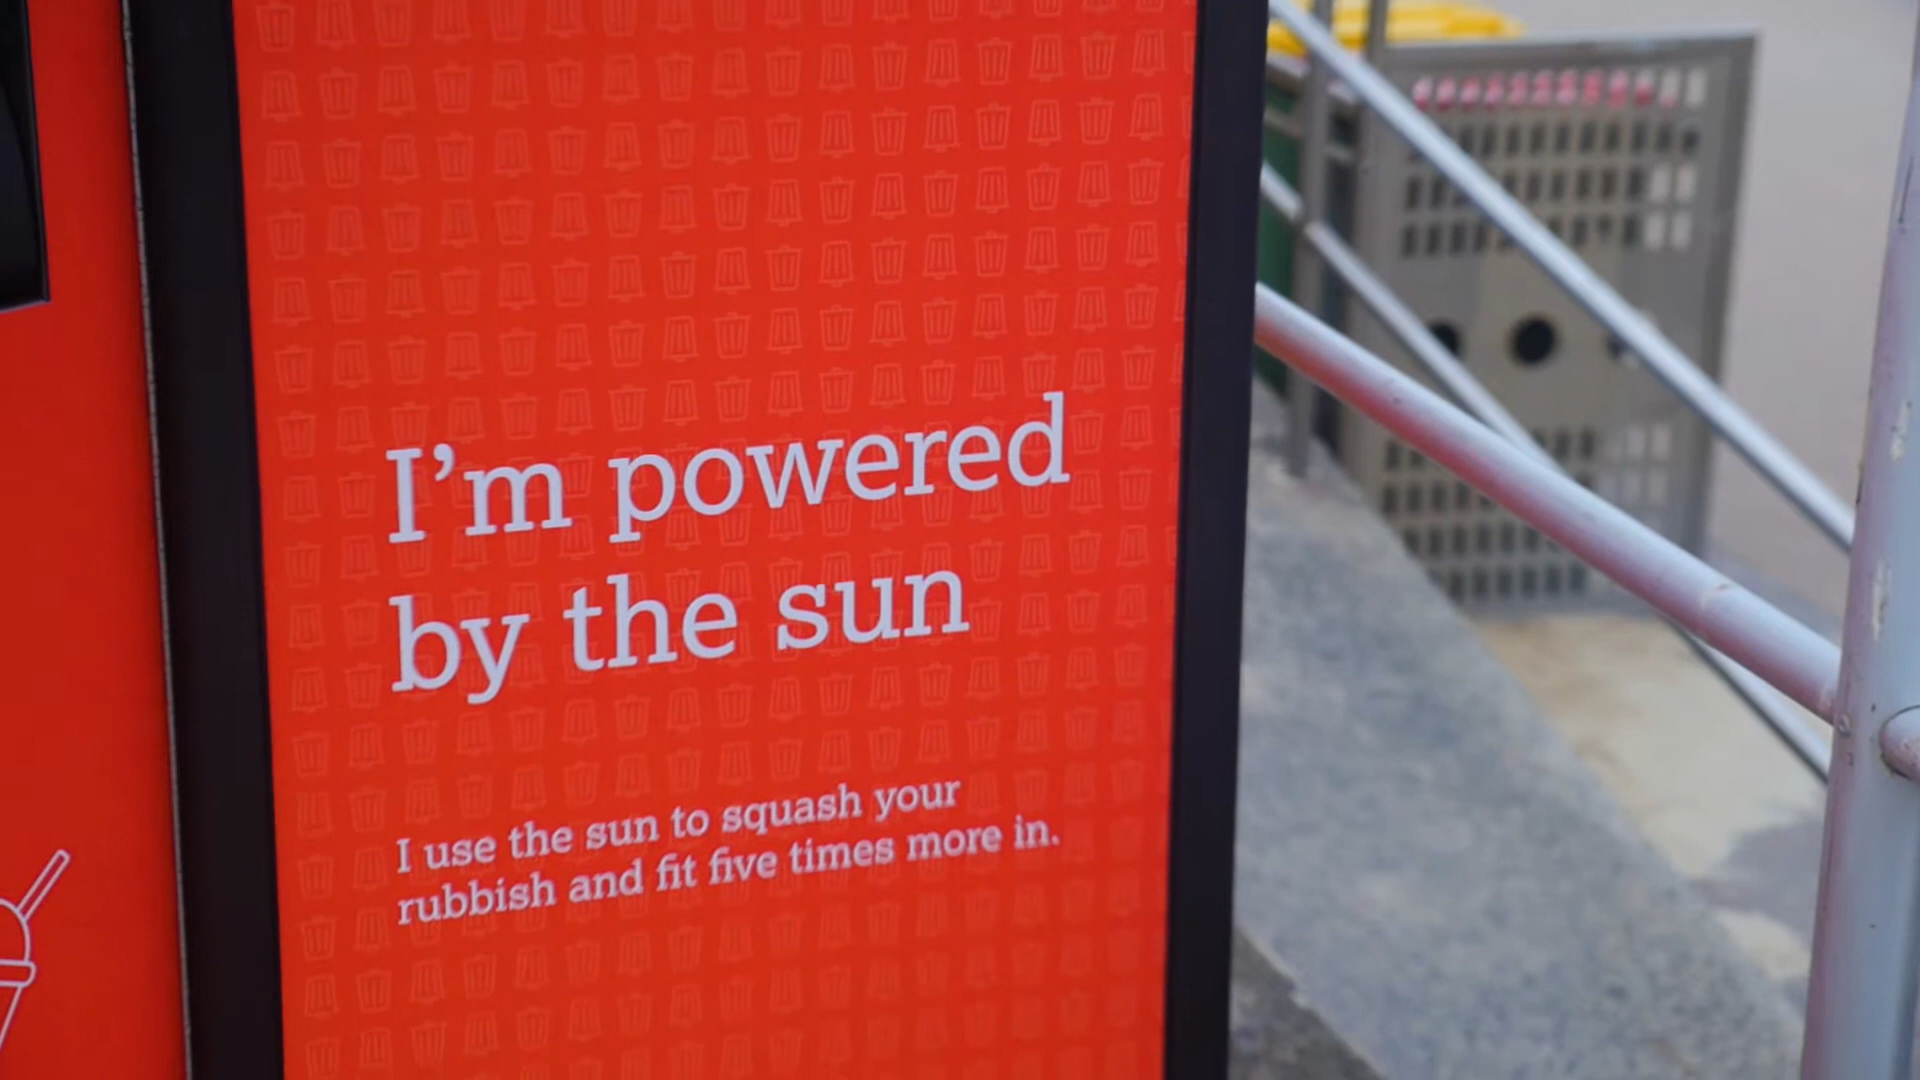 I’m powered
by the sun
I use the sun to squash your
rubbish and fit five times more in.